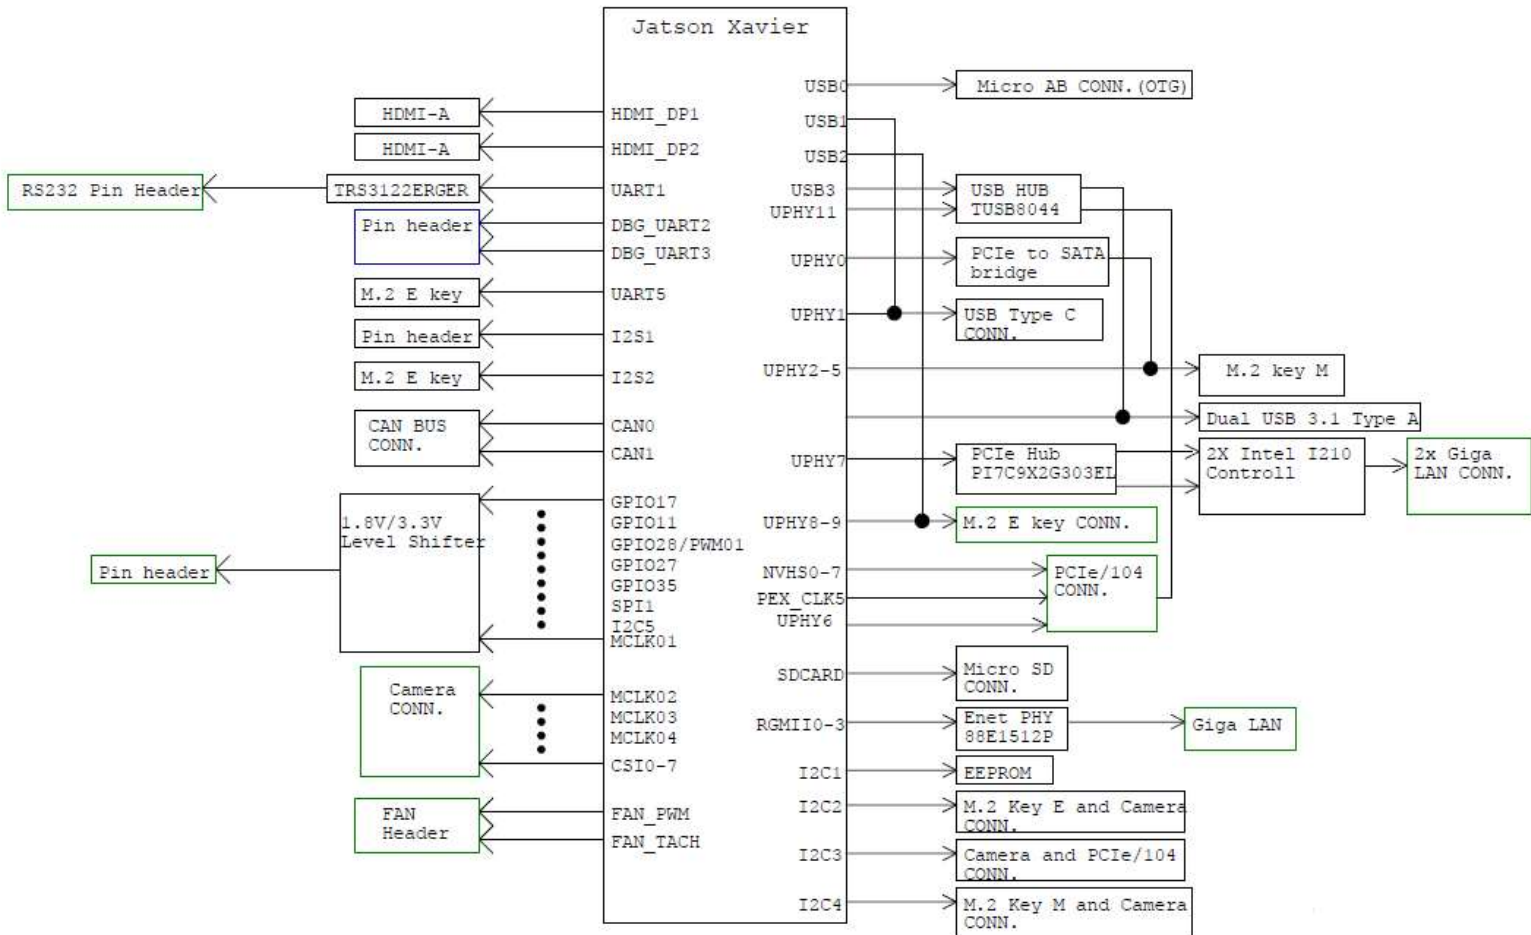 Jatson Xavier
HDMI-A
HDMI-A
RS232 Pin Header
TRS3122ERGER
Pin header
M.2 E key
Pin header
M.2 E key
CAN BUS
CONN.
1.8V/3.3V
Level Shifter
Pin header
Camera
CONN.
FAN
Header
HDMI_DP1
HDMI_DP2
UART1
DBG_UART2
DBG_UART3
UART5
I2S1
I2S2
CAN0
CAN1
GPIO17
GPIO11
GPIO28/PWM01
GPIO27
GPIO35
SPI1
I2C5
MCLK01
MCLK02
MCLK03
MCLK04
CSI0-7
FAN_PWM
FAN_TACH
USB0
USB1
USB2
USB3
UPHY11
UPHY0
UPHY1
UPHY2-5
UPHY7
UPHY8-9
NVHS0-7
PEX_CLK5
UPHY6
SDCARD
RGMII0-3
I2C1
I2C2
I2C3
I2C4
Micro AB CONN.(OTG)
USB HUB
TUSB8044
PCIe to SATA
bridge
USB Type C
CONN.
M.2 key M
Dual USB 3.1 Type A
PCIe Hub
PI7C9X2G303EL
2X Intel I210
Controll
2x Giga
LAN CONN.
M.2 E key CONN.
PCIe/104
CONN.
Micro SD
CONN.
Enet PHY
88E1512P
Giga LAN
EEPROM
M.2 Key E and Camera
CONN.
Camera and PCIe/104
CONN.
M.2 Key M and Camera
CONN.